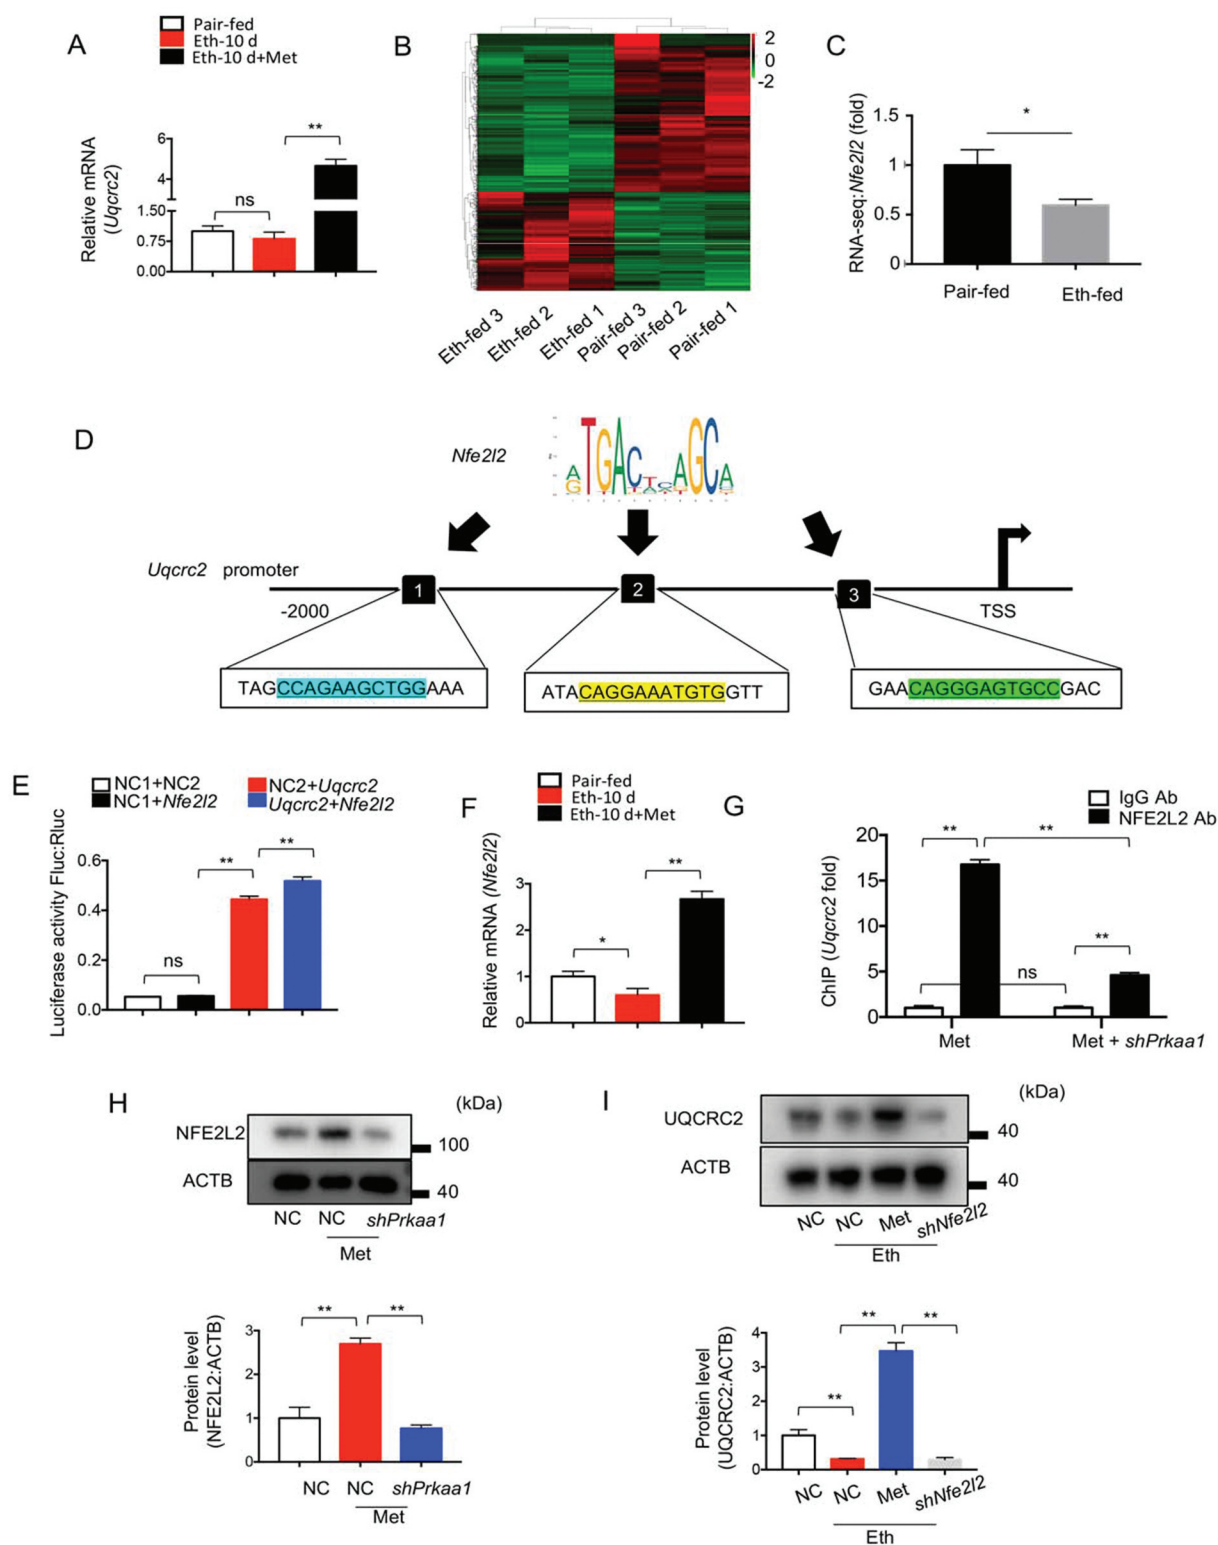 A
Pair-fed
Eth-10 d
Eth-10 d+Met
Relative mRNA
(Uqcrc2)
6
4
1.50
0.75
0.00
ns
**
B
2
0
-2
Eth-fed 3
Eth-fed 2
Eth-fed 1
Pair-fed 3
Pair-fed 2
Pair-fed 1
C
RNA-seq:Nfe2l2 (fold)
1.5
1
0.5
0
*
Pair-fed
Eth-fed
D
Nfe2l2
Uqcrc2 promoter
-2000
1
2
3
TSS
TAGCCAGAAGCTGGAAA
ATACAGGAAATGTGGTT
GAACAGGGAGTGCCGAC
E
NC1+NC2
NC1+Nfe2l2
NC2+Uqcrc2
Uqcrc2+Nfe2l2
Luciferase activity Fluc:Rluc
0.6
0.4
0.2
0.0
ns
**
**
F
Pair-fed
Eth-10 d
Eth-10 d+Met
Relative mRNA (Nfe2l2)
3
2
1
0
*
**
G
IgG Ab
NFE2L2 Ab
ChIP (Uqcrc2 fold)
20
15
10
5
0
**
**
ns
**
Met
Met + shPrkaa1
H
(kDa)
NFE2L2
100
ACTB
40
NC
NC
shPrkaa1
Met
Protein level
(NFE2L2:ACTB)
3
2
1
0
**
**
NC
NC
shPrkaa1
Met
I
(kDa)
UQCRC2
40
ACTB
40
NC
NC
Met
shNfe2l2
Eth
Protein level
(UQCRC2:ACTB)
4
3
2
1
0
**
**
**
NC
NC
Met
shNfe2l2
Eth